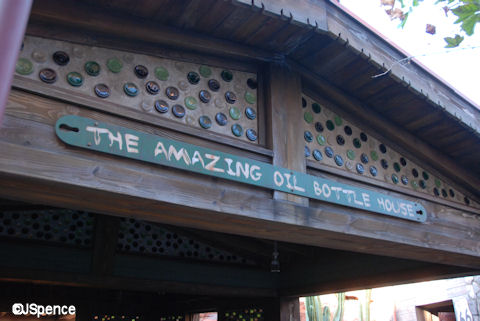 THE AMAZING OIL BOTTLE HOUSE
©JSpence